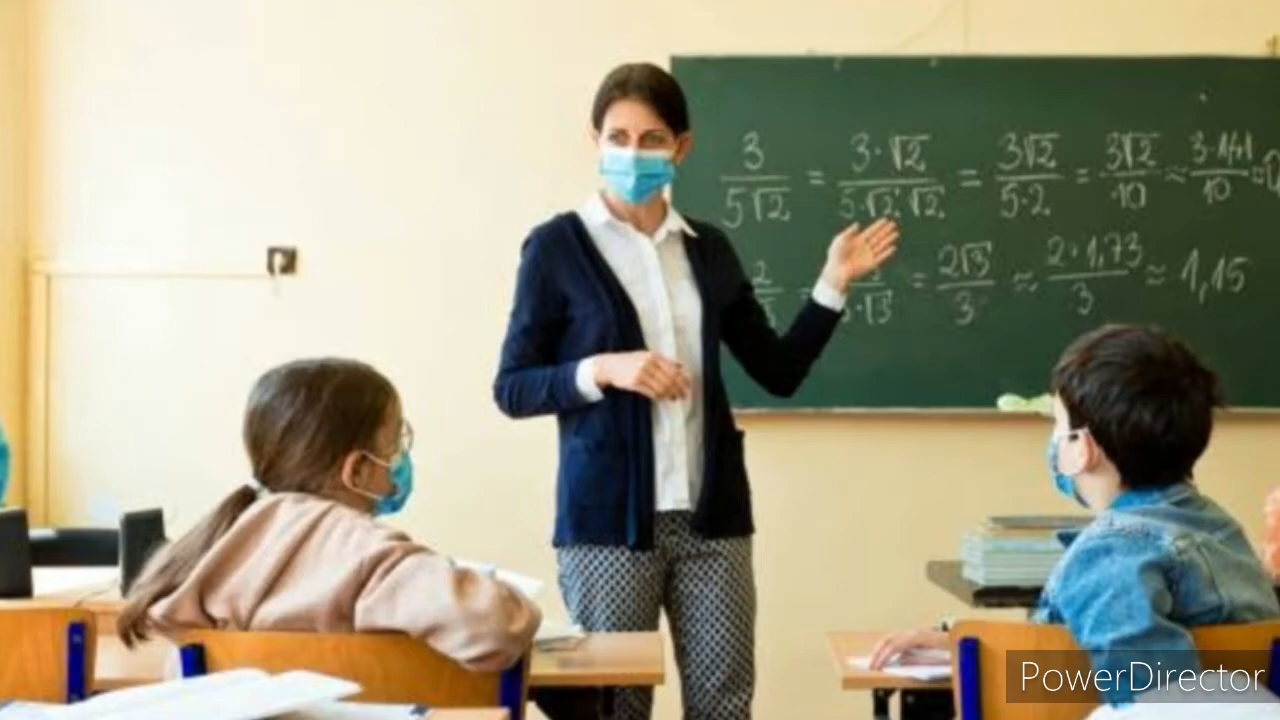 3/5√2 = 3·√2/5·√2·√2 = 3√2/5·2 = 3√2/10 ≈ 3·1,41/10 ≈
2√3/3 ≈ 2·1,73/3 ≈ 1,15
PowerDirector